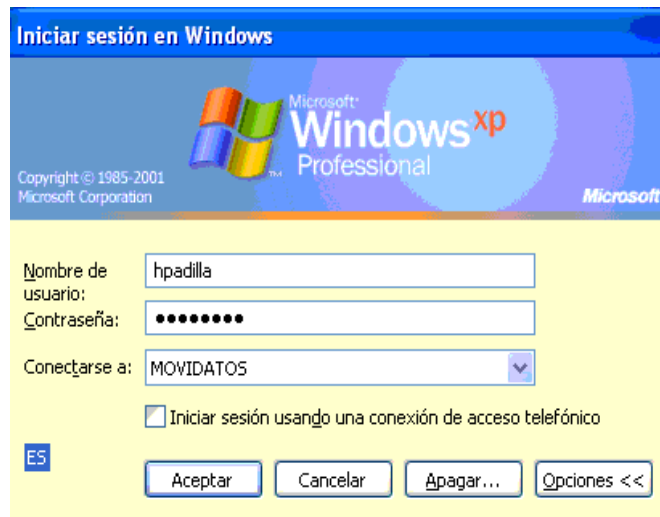 Iniciar sesión en Windows
Microsoft®
Windows xp
Professional
TM
Copyright © 1985-2001
Microsoft Corporation
Microsoft
Nombre de
usuario:
hpadilla
Contraseña:
●●●●●●●●
Conectarse a:
MOVIDATOS
Iniciar sesión usando una conexión de acceso telefónico
ES
Aceptar
Cancelar
Apagar...
Opciones <<